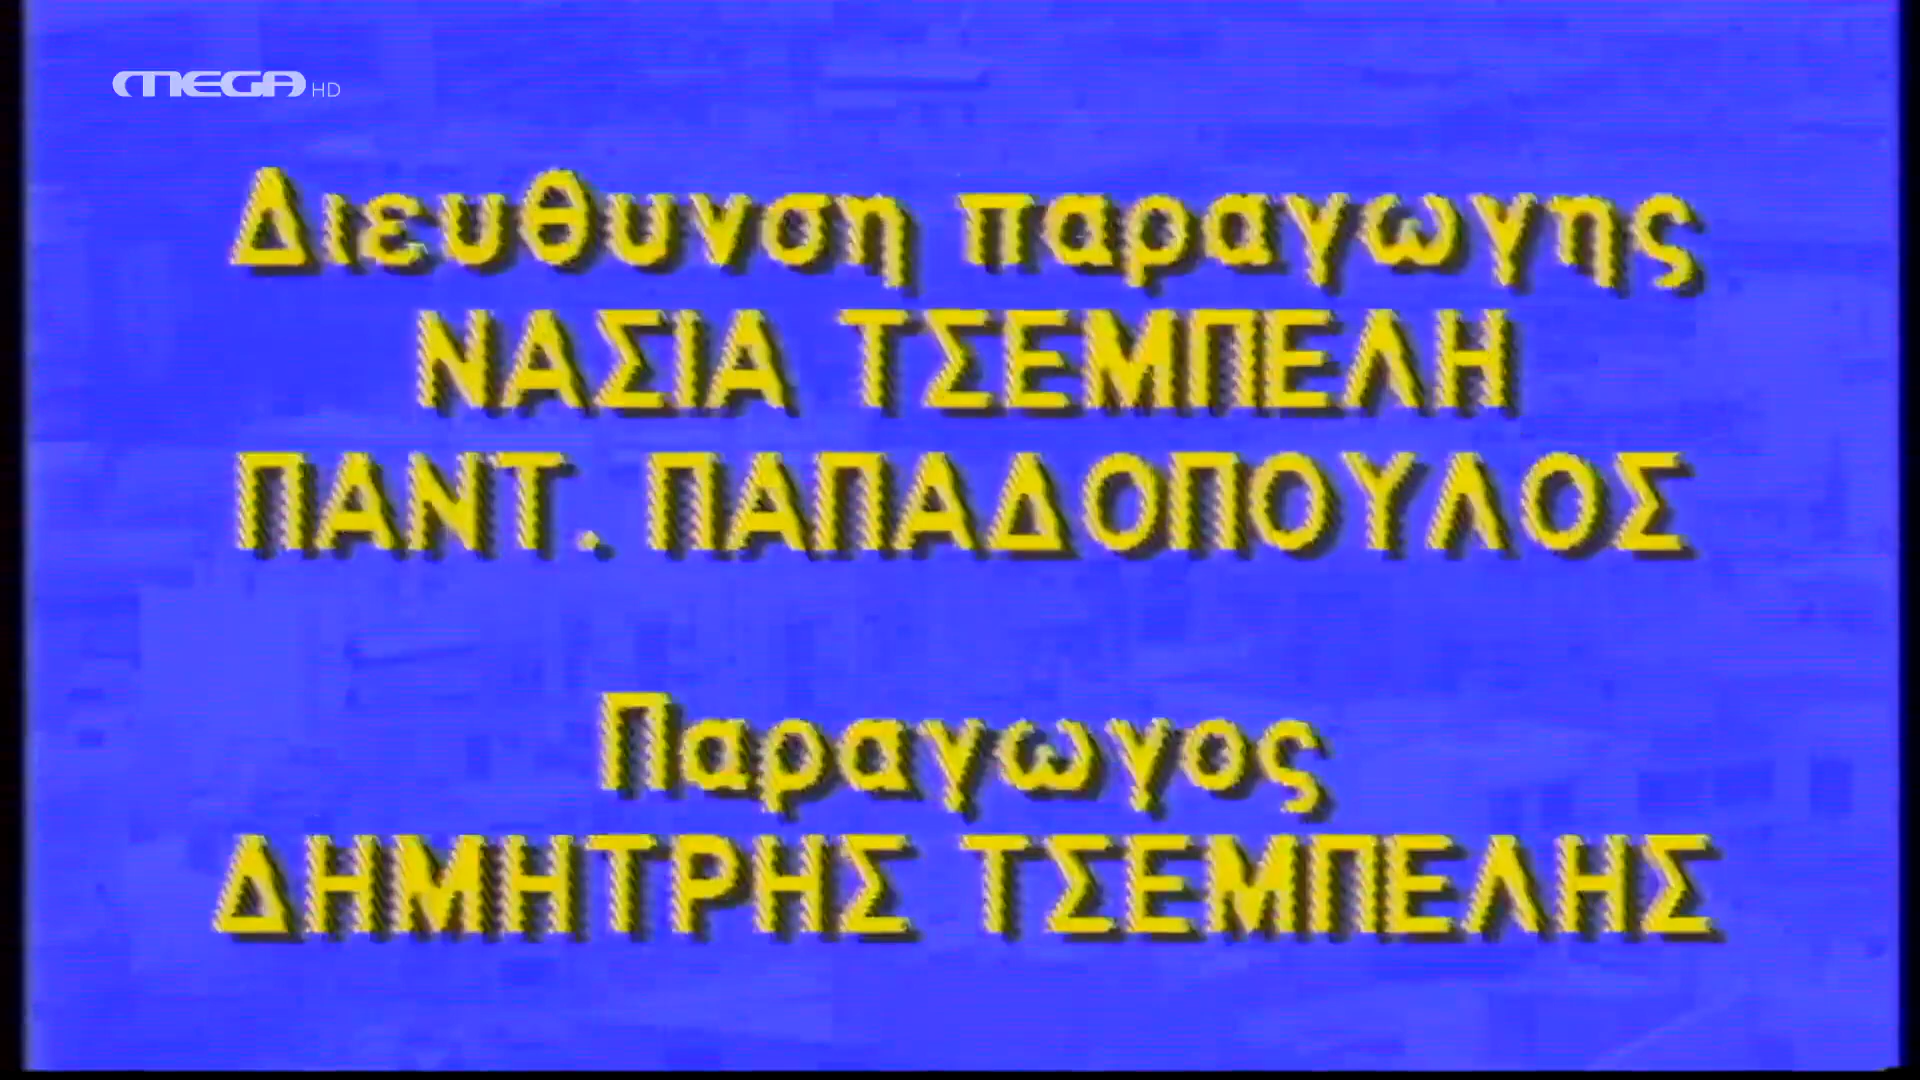 MEGA HD
Διευθυνση παραγωγης
ΝΑΣΙΑ ΤΣΕΜΠΕΛΗ
ΠΑΝΤ. ΠΑΠΑΔΟΠΟΥΛΟΣ
Παραγωγος
ΔΗΜΗΤΡΗΣ ΤΣΕΜΠΕΛΗΣ